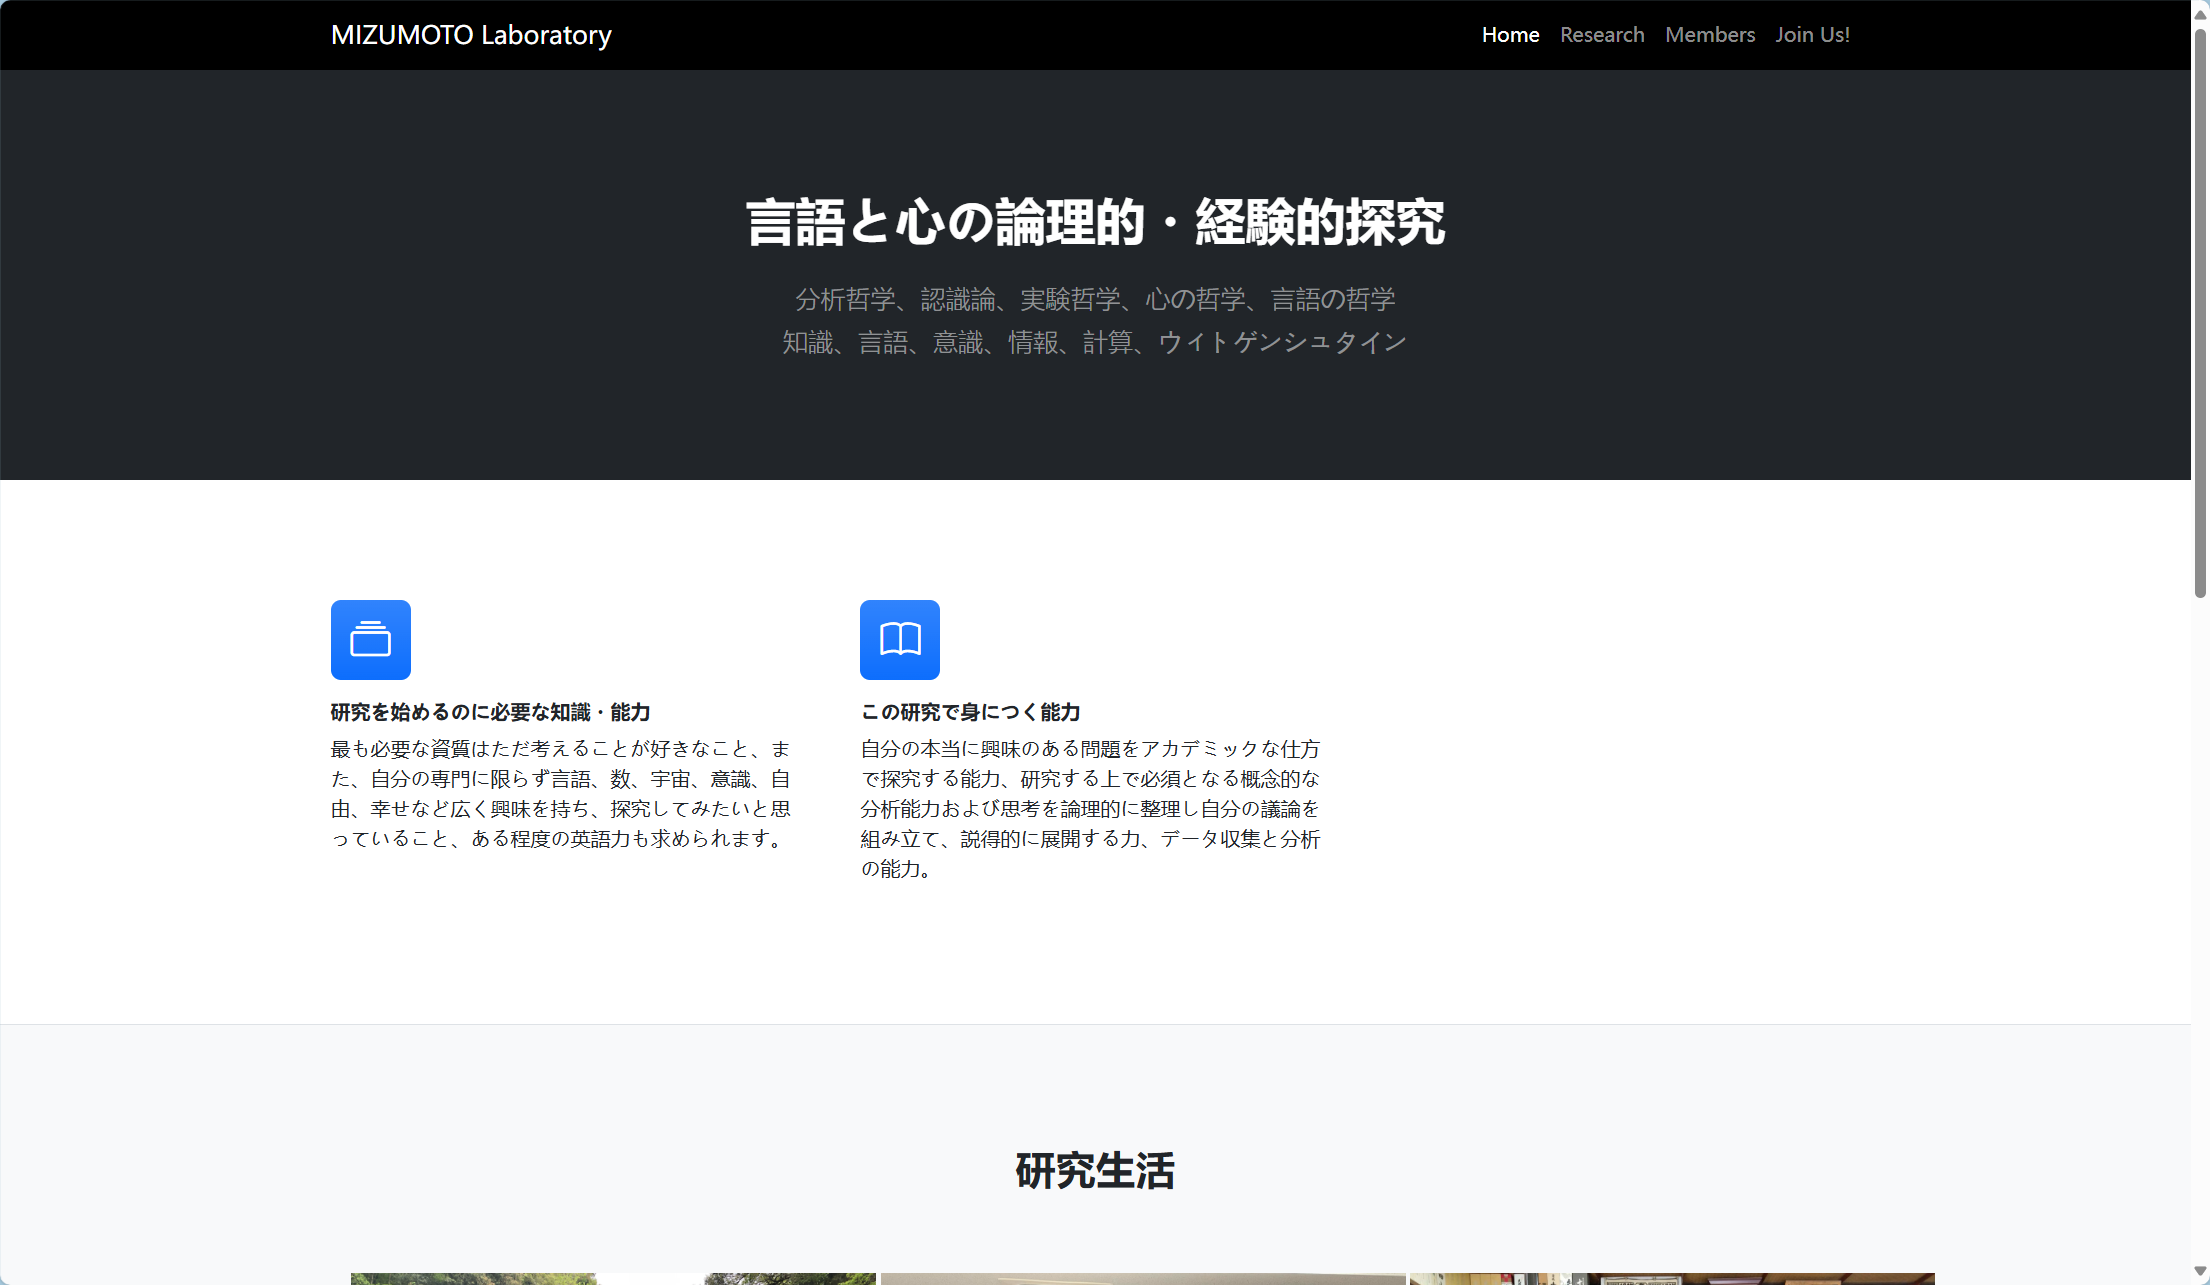 MIZUMOTO Laboratory
Home Research Members Join Us!
言語と心の論理的・経験的探究
分析哲学、認識論、実験哲学、心の哲学、言語の哲学
知識、言語、意識、情報、計算、ウィトゲンシュタイン
研究を始めるのに必要な知識・能力
最も必要な資質はただ考えることが好きなこと、ま
た、自分の専門に限らず言語、数、宇宙、意識、自
由、幸せなど広く興味を持ち、探究してみたいと思
っていること、ある程度の英語力も求められます。
この研究で身につく能力
自分の本当に興味のある問題をアカデミックな仕方
で探究する能力、研究する上で必須となる概念的な
分析能力および思考を論理的に整理し自分の議論を
組み立て、説得的に展開する力、データ収集と分析
の能力。
研究生活